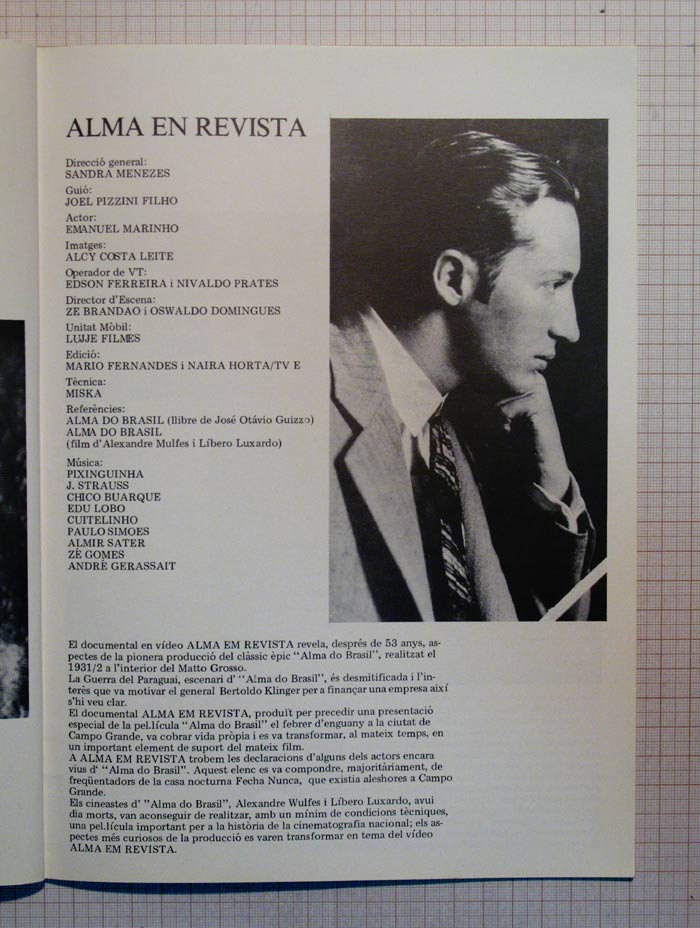 ALMA EN REVISTA
Direcció general:
SANDRA MENEZES
Guió:
JOEL PIZZINI FILHO
Actor:
EMANUEL MARINHO
Imatges:
ALCY COSTA LEITE
Operador de VT:
EDSON FERREIRA i NIVALDO PRATES
Director d'Escena:
ZE BRANDAO i OSWALDO DOMINGUES
Unitat Mòbil:
LUJJE FILMES
Edició:
MARIO FERNANDES i NAIRA HORTA/TV E
Tècnica:
MISKA
Referències:
ALMA DO BRASIL (llibre de José Otávio Guizzo)
ALMA DO BRASIL
(film d'Alexandre Mulfes i Líbero Luxardo)
Música:
PIXINGUINHA
J. STRAUSS
CHICO BUARQUE
EDU LOBO
CUITELINHO
PAULO SIMOES
ALMIR SATER
ZÈ GOMES
ANDRÈ GERASSAIT
El documental en vídeo ALMA EM REVISTA revela, després de 53 anys, as-
pectes de la pionera producció del clàssic èpic "Alma do Brasil", realitzat el
1931/2 a l'interior del Matto Grosso.
La Guerra del Paraguai, escenari d' "Alma do Brasil", és desmitificada i l'in-
terès que va motivar el general Bertoldo Klinger per a finançar una empresa així
s'hi veu clar.
El documental ALMA EM REVISTA, produït per precedir una presentació
especial de la pel.lícula "Alma do Brasil" el febrer d'enguany a la ciutat de
Campo Grande, va cobrar vida pròpia i es va transformar, al mateix temps, en
un important element de suport del mateix film.
A ALMA EM REVISTA trobem les declaracions d'alguns dels actors encara
vius d' "Alma do Brasil". Aquest elenc es va compondre, majoritàriament, de
freqüentadors de la casa nocturna Fecha Nunca, que existia aleshores a Campo
Grande.
Els cineastes d' "Alma do Brasil", Alexandre Wulfes i Líbero Luxardo, avui
dia morts, van aconseguir de realitzar, amb un mínim de condicions tècniques,
una pel.lícula important per a la història de la cinematografia nacional; els as-
pectes més curiosos de la producció es varen transformar en tema del vídeo
ALMA EM REVISTA.